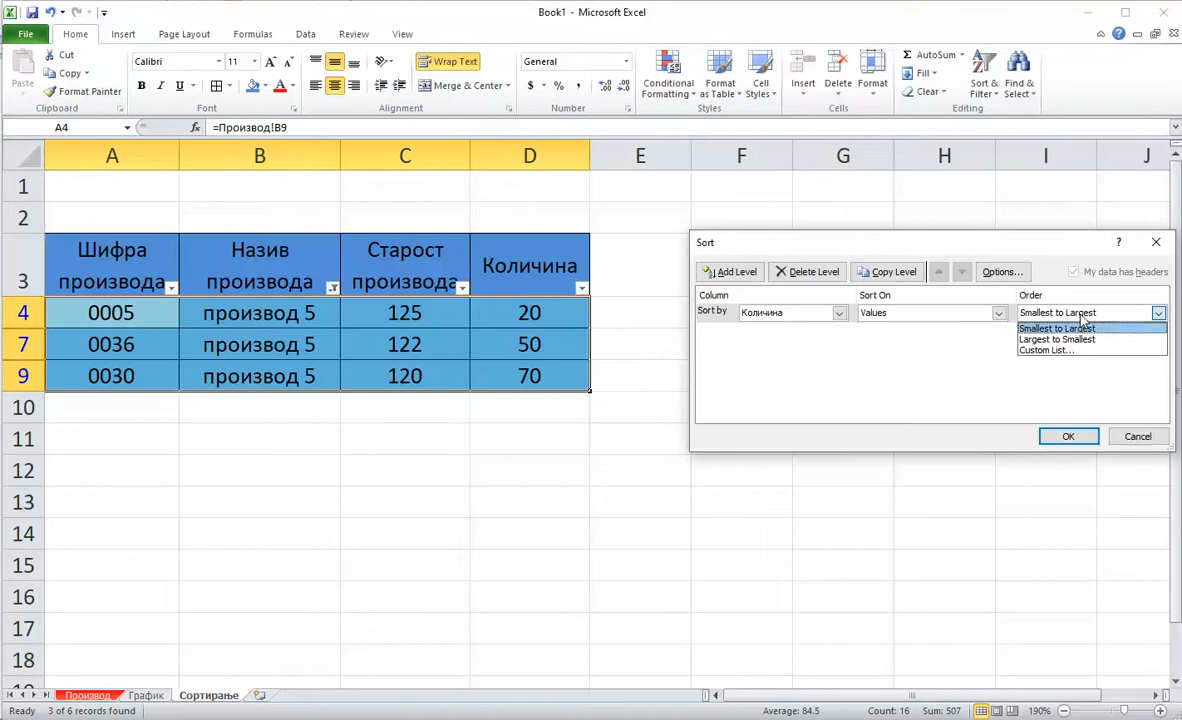 Book1 - Microsoft Excel
File Home Insert Page Layout Formulas Data Review View
Cut
Copy
Format Painter
Paste
Clipboard
Calibri 11
Font
Wrap Text
Merge & Center
Alignment
General
Number
Conditional Formatting
Format as Table
Cell Styles
Styles
Insert Delete Format
Cells
AutoSum
Fill
Clear
Sort & Filter
Find & Select
Editing
A4 fx =Производ!B9
A B C D E F G H I J
1
2
3
Шифра производа Назив производа Старост производа Количина
4 0005 производ 5 125 20
7 0036 производ 5 122 50
9 0030 производ 5 120 70
10
11
12
13
14
15
16
17
18
Sort
Add Level Delete Level Copy Level Options... My data has headers
Column Sort On Order
Sort by Количина Values Smallest to Largest
Smallest to Largest
Largest to Smallest
Custom List...
OK Cancel
Производ График Сортирање
Ready 3 of 6 records found Average: 84.5 Count: 16 Sum: 507 190%